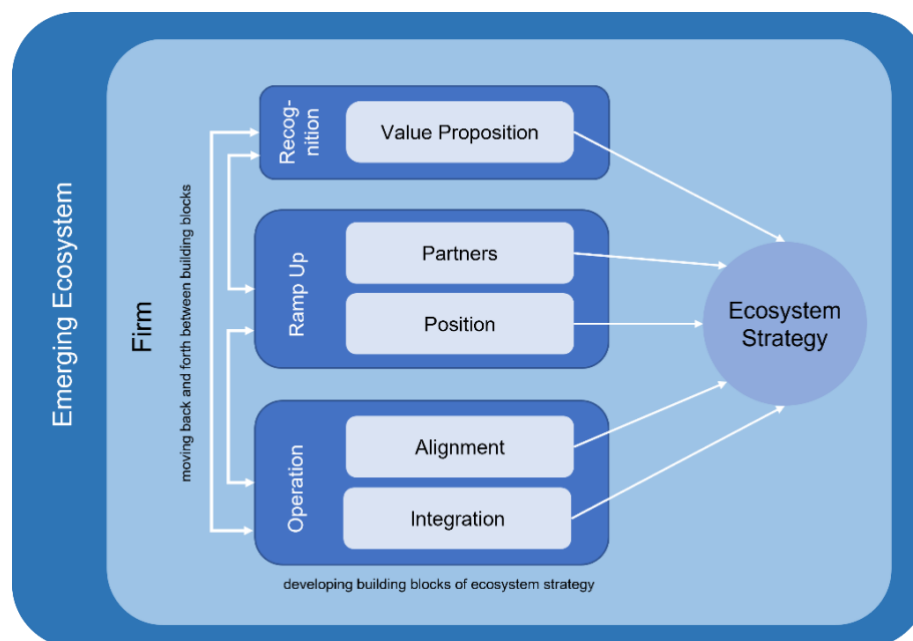 Emerging Ecosystem
Firm
moving back and forth between building blocks
Recog-
nition
Value Proposition
Ramp Up
Partners
Position
Operation
Alignment
Integration
Ecosystem
Strategy
developing building blocks of ecosystem strategy